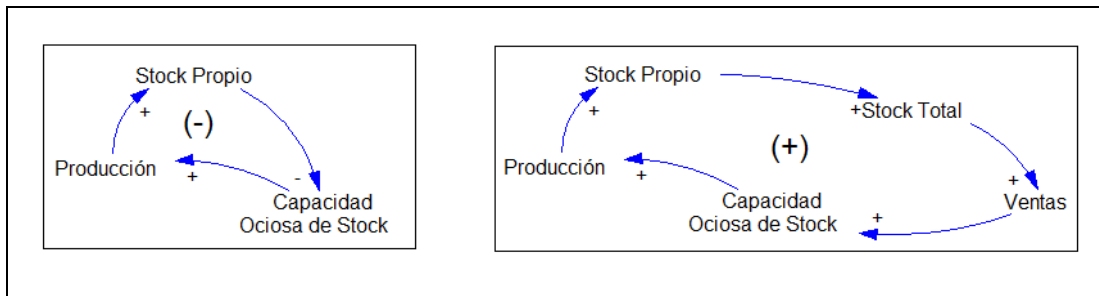 Stock Propio
+
(-)
Producción
+
-
Capacidad
Ociosa de Stock
Stock Propio
+
+Stock Total
(+)
Producción
+
+
Capacidad
Ociosa de Stock
+
Ventas